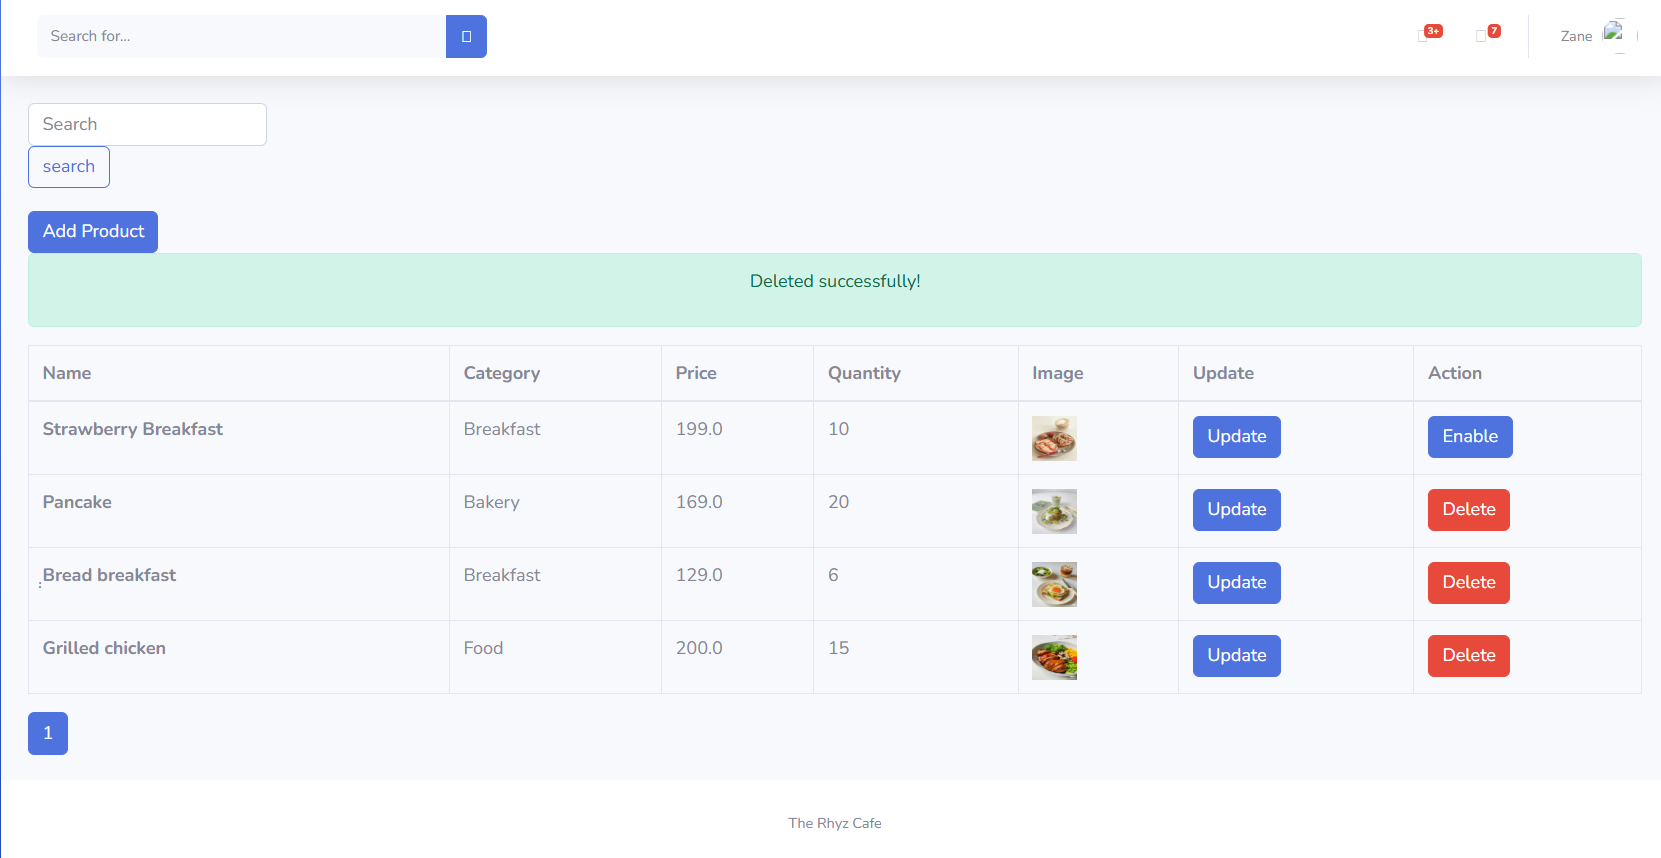 Search for...
3+
7
Zane
Search
search
Add Product
Deleted successfully!
Name Category Price Quantity Image Update Action
Strawberry Breakfast Breakfast 199.0 10 Update Enable
Pancake Bakery 169.0 20 Update Delete
Bread breakfast Breakfast 129.0 6 Update Delete
Grilled chicken Food 200.0 15 Update Delete
1
The Rhyz Cafe